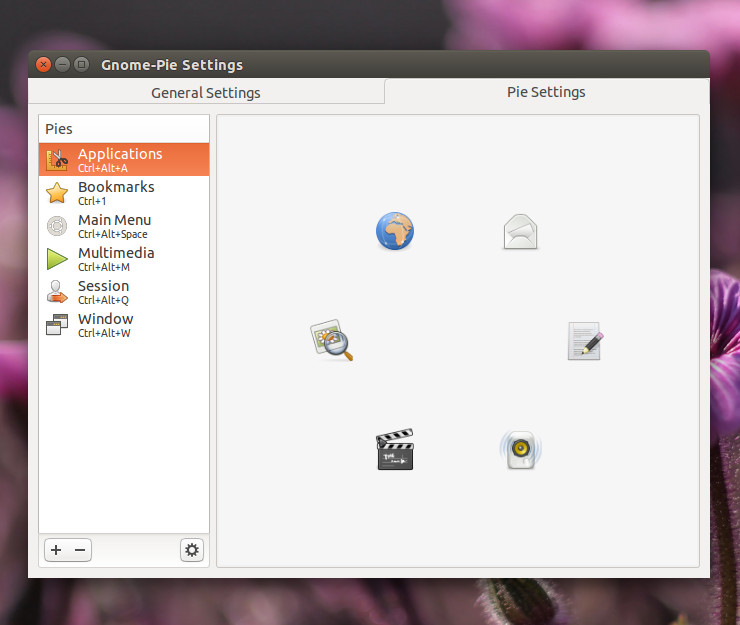 Gnome-Pie Settings
General Settings
Pie Settings
Pies
Applications
Ctrl+Alt+A
Bookmarks
Ctrl+1
Main Menu
Ctrl+Alt+Space
Multimedia
Ctrl+Alt+M
Session
Ctrl+Alt+Q
Window
Ctrl+Alt+W